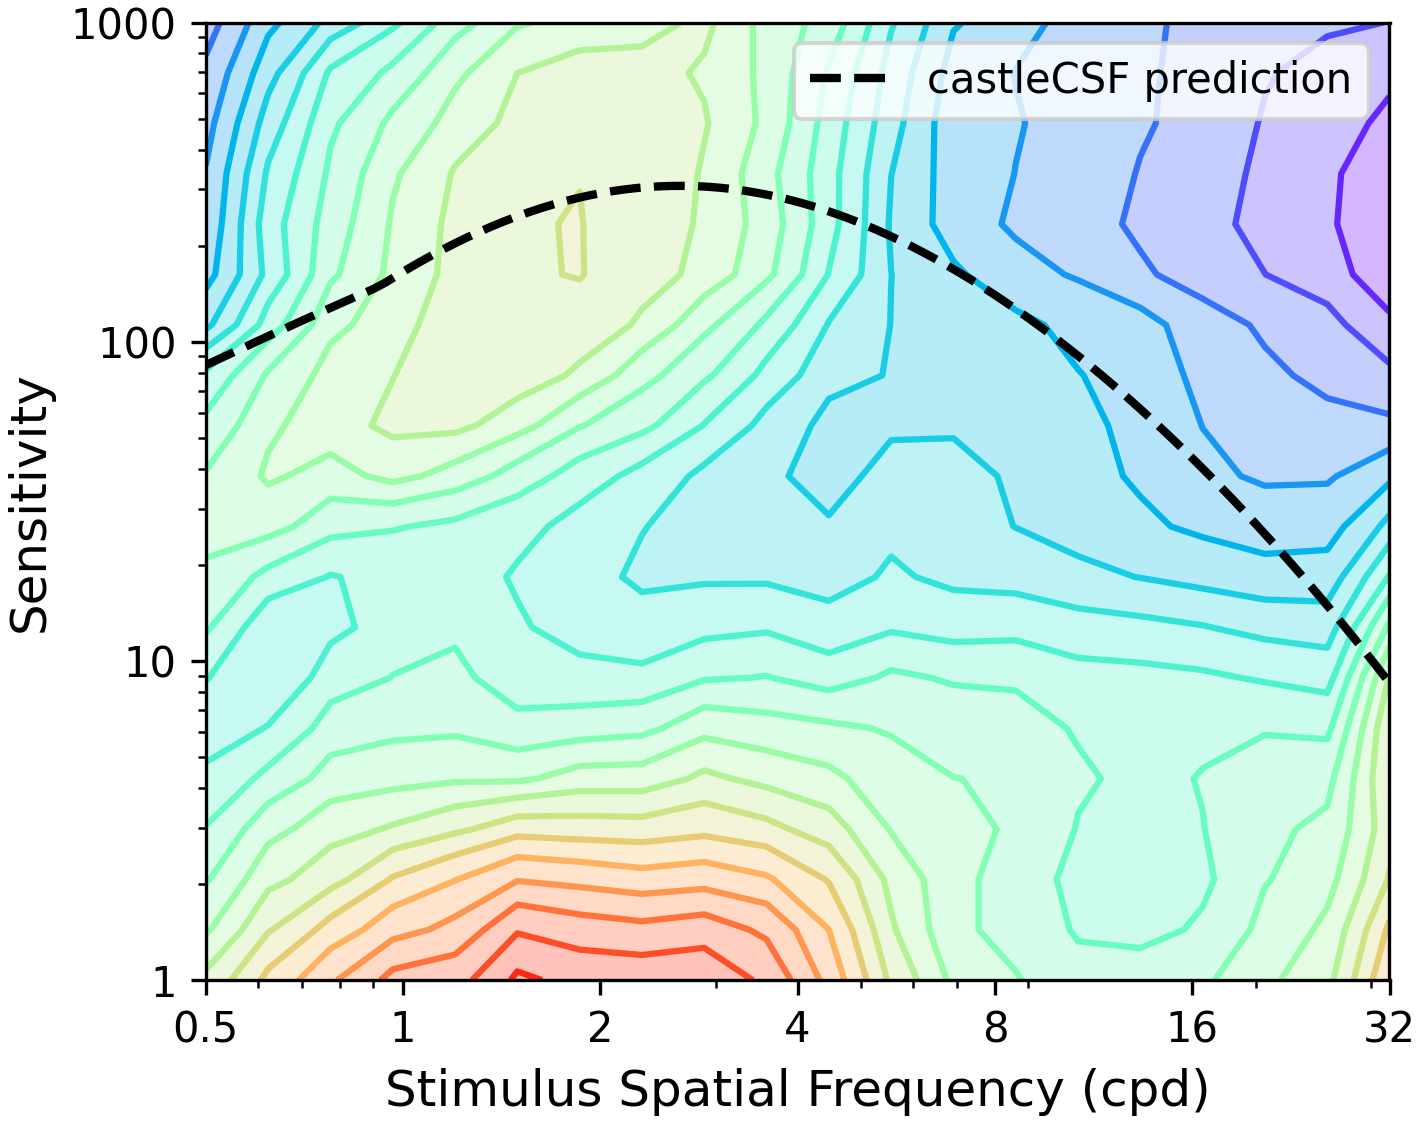 1000
castleCSF prediction
100
Sensitivity
10
1
0.5 1 2 4 8 16 32
Stimulus Spatial Frequency (cpd)